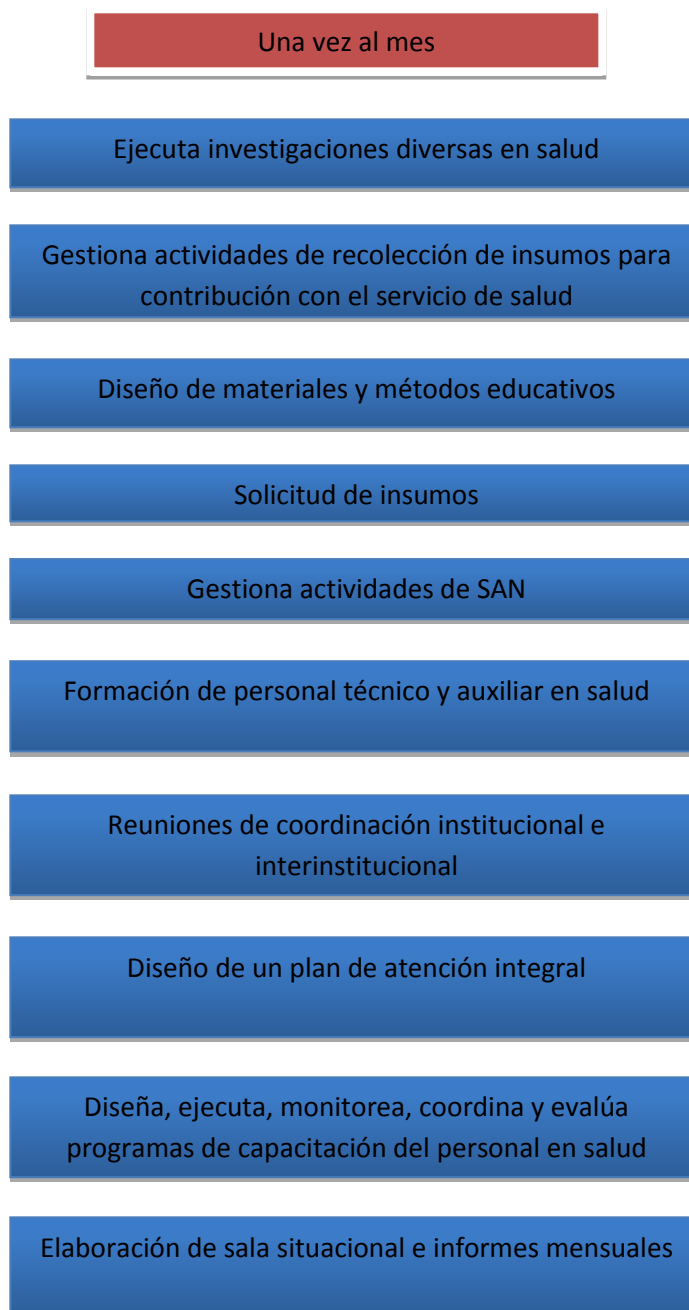 Una vez al mes
Ejecuta investigaciones diversas en salud
Gestiona actividades de recolección de insumos para
contribución con el servicio de salud
Diseño de materiales y métodos educativos
Solicitud de insumos
Gestiona actividades de SAN
Formación de personal técnico y auxiliar en salud
Reuniones de coordinación institucional e
interinstitucional
Diseño de un plan de atención integral
Diseña, ejecuta, monitorea, coordina y evalúa
programas de capacitación del personal en salud
Elaboración de sala situacional e informes mensuales